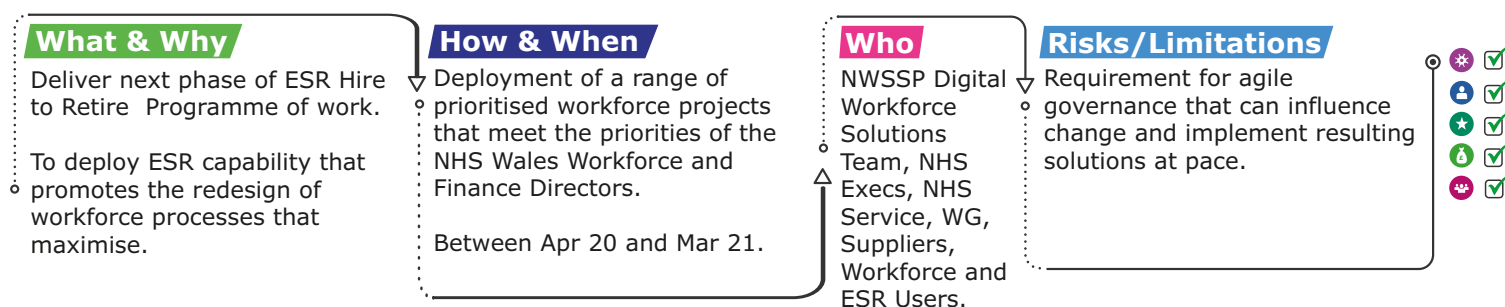 What & Why
Deliver next phase of ESR Hire
to Retire Programme of work.
To deploy ESR capability that
promotes the redesign of
workforce processes that
maximise.
How & When
Deployment of a range of
prioritised workforce projects
that meet the priorities of the
NHS Wales Workforce and
Finance Directors.
Between Apr 20 and Mar 21.
Who
NWSSP Digital
Workforce
Solutions
Team, NHS
Execs, NHS
Service, WG,
Suppliers,
Workforce and
ESR Users.
Risks/Limitations
Requirement for agile
governance that can influence
change and implement resulting
solutions at pace.